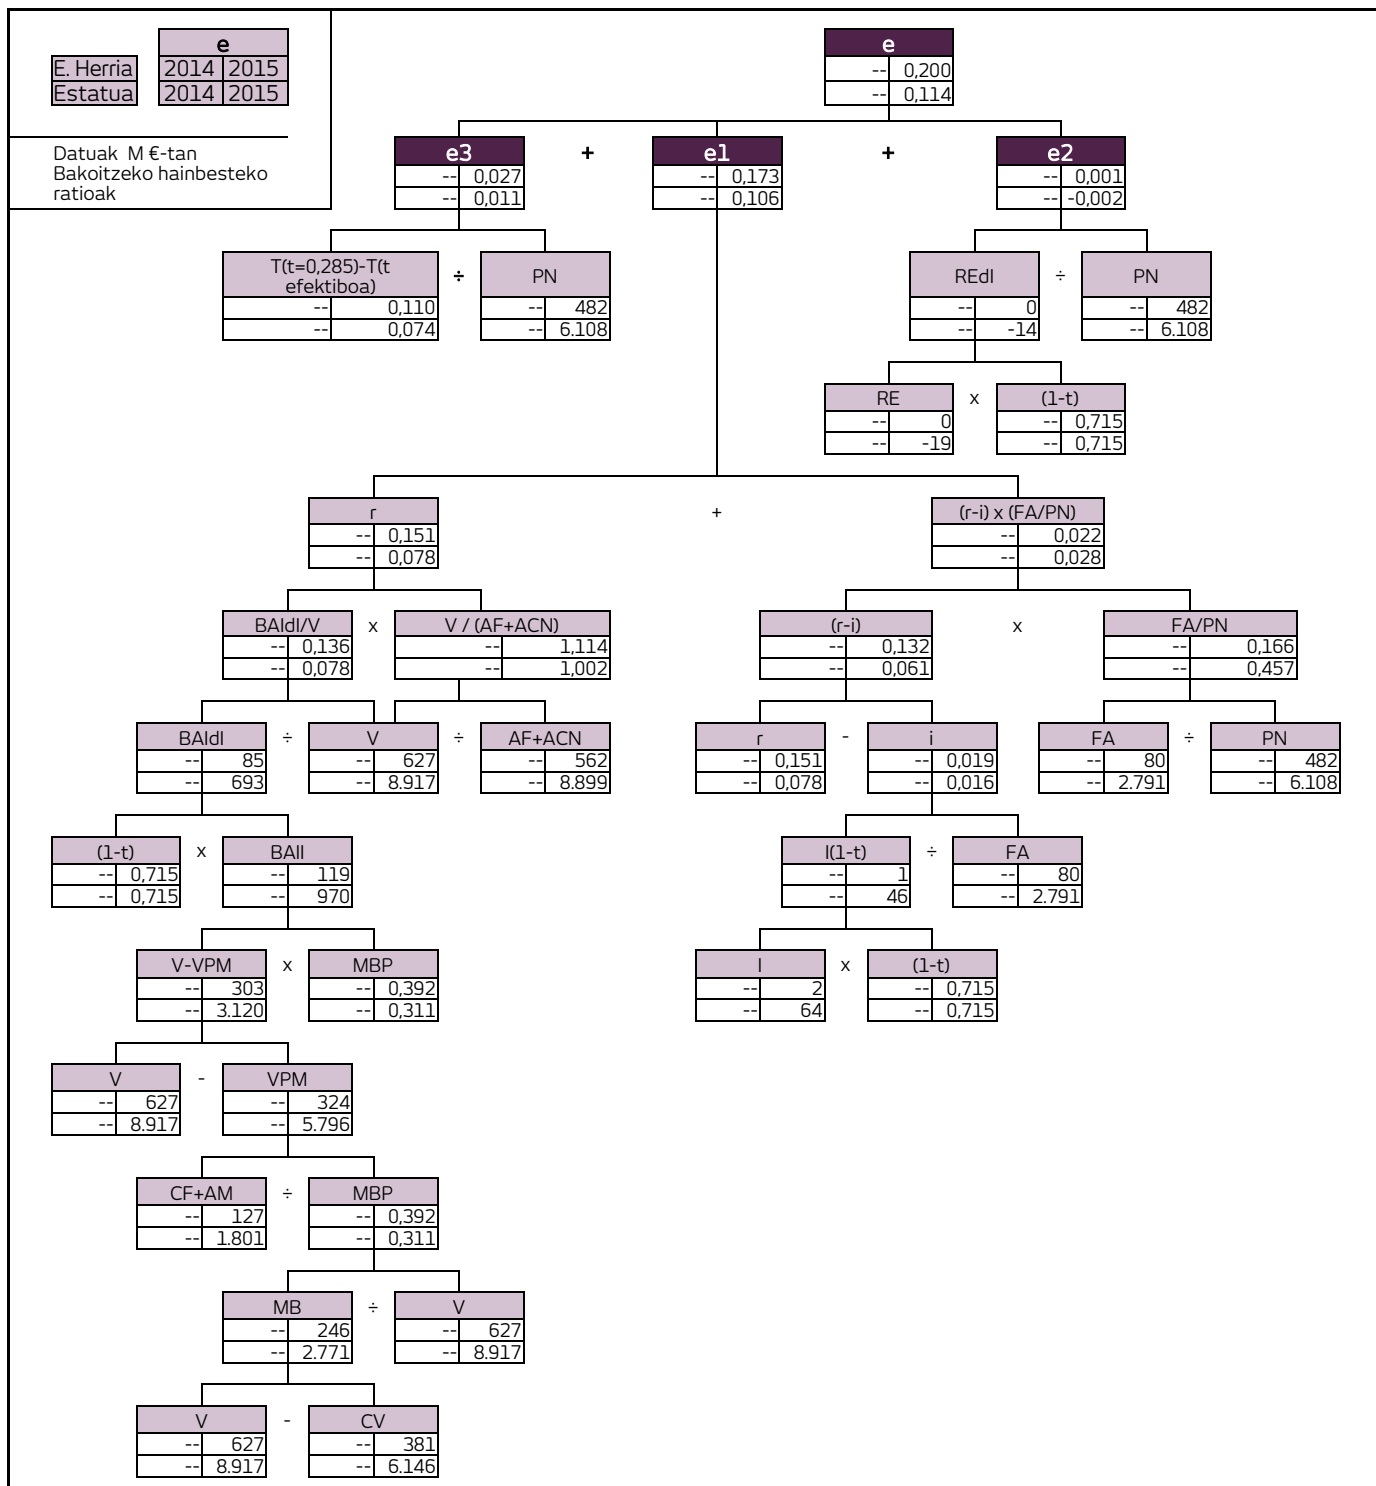 e
E. Herria 2014 2015
Estatua 2014 2015
Datuak M €-tan
Bakoitzeko hainbesteko
ratioak
e
-- 0,200
-- 0,114
e3 + e1 + e2
-- 0,027 -- 0,173 -- 0,001
-- 0,011 -- 0,106 -- -0,002
T(t=0,285)-T(t
efektiboa) ÷ PN REdI ÷ PN
-- 0,110 -- 482 -- 0 -- 482
-- 0,074 -- 6.108 -- -14 -- 6.108
RE x (1-t)
-- 0 -- 0,715
-- -19 -- 0,715
r + (r-i) x (FA/PN)
-- 0,151 -- 0,022
-- 0,078 -- 0,028
BAIdI/V x V / (AF+ACN) (r-i) x FA/PN
-- 0,136 -- 1,114 -- 0,132 -- 0,166
-- 0,078 -- 1,002 -- 0,061 -- 0,457
BAIdI ÷ V ÷ AF+ACN r - i FA ÷ PN
-- 85 -- 627 -- 562 -- 0,151 -- 0,019 -- 80 -- 482
-- 693 -- 8.917 -- 8.899 -- 0,078 -- 0,016 -- 2.791 -- 6.108
(1-t) x BAII I(1-t) ÷ FA
-- 0,715 -- 119 -- 1 -- 80
-- 0,715 -- 970 -- 46 -- 2.791
V-VPM x MBP I x (1-t)
-- 303 -- 0,392 -- 2 -- 0,715
-- 3.120 -- 0,311 -- 64 -- 0,715
V - VPM
-- 627 -- 324
-- 8.917 -- 5.796
CF+AM ÷ MBP
-- 127 -- 0,392
-- 1.801 -- 0,311
MB ÷ V
-- 246 -- 627
-- 2.771 -- 8.917
V - CV
-- 627 -- 381
-- 8.917 -- 6.146